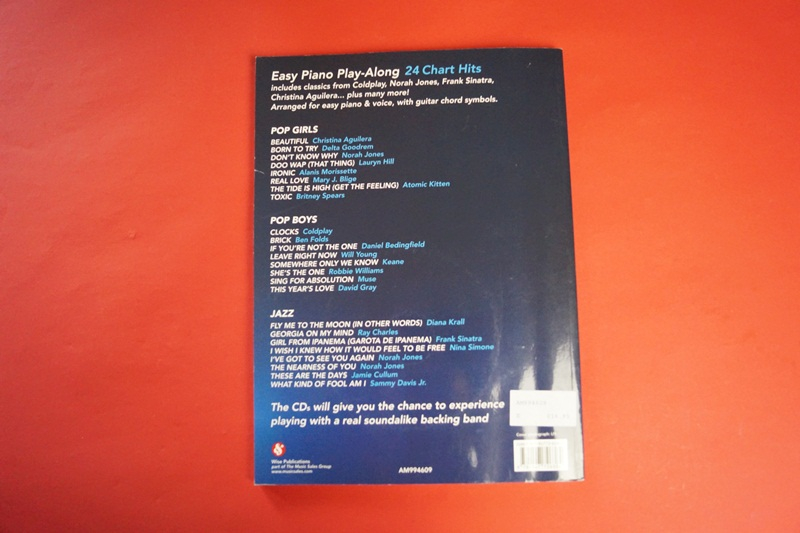 Easy Piano Play-Along 24 Chart Hits
includes classics from Coldplay, Norah Jones, Frank Sinatra,
Christina Aguilera... plus many more!
Arranged for easy piano & voice, with guitar chord symbols.
POP GIRLS
BEAUTIFUL Christina Aguilera
BORN TO TRY Delta Goodrem
DON'T KNOW WHY Norah Jones
DOO WAP (THAT THING) Lauryn Hill
IRONIC Alanis Morissette
REAL LOVE Mary J. Blige
THE TIDE IS HIGH (GET THE FEELING) Atomic Kitten
TOXIC Britney Spears
POP BOYS
CLOCKS Coldplay
BRICK Ben Folds
IF YOU'RE NOT THE ONE Daniel Bedingfield
LEAVE RIGHT NOW Will Young
SOMEWHERE ONLY WE KNOW Keane
SHE'S THE ONE Robbie Williams
SING FOR ABSOLUTION Muse
THIS YEAR'S LOVE David Gray
JAZZ
FLY ME TO THE MOON (IN OTHER WORDS) Diana Krall
GEORGIA ON MY MIND Ray Charles
GIRL FROM IPANEMA (GAROTA DE IPANEMA) Frank Sinatra
I WISH I KNEW HOW IT WOULD FEEL TO BE FREE Nina Simone
I'VE GOT TO SEE YOU AGAIN Norah Jones
THE NEARNESS OF YOU Norah Jones
THESE ARE THE DAYS Jamie Cullum
WHAT KIND OF FOOL AM I Sammy Davis Jr.
The CDs will give you the chance to experience
playing with a real soundalike backing band
Wise Publications
part of The Music Sales Group
www.musicsales.com
AM994609